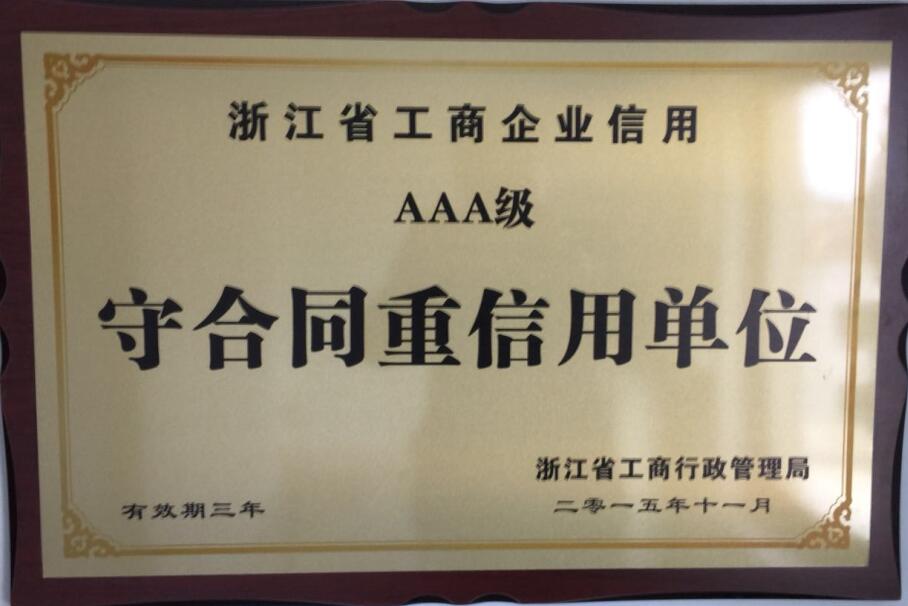 浙江省工商企业信用
AAA级
守合同重信用单位
浙江省工商行政管理局
有效期三年
二零一五年十一月